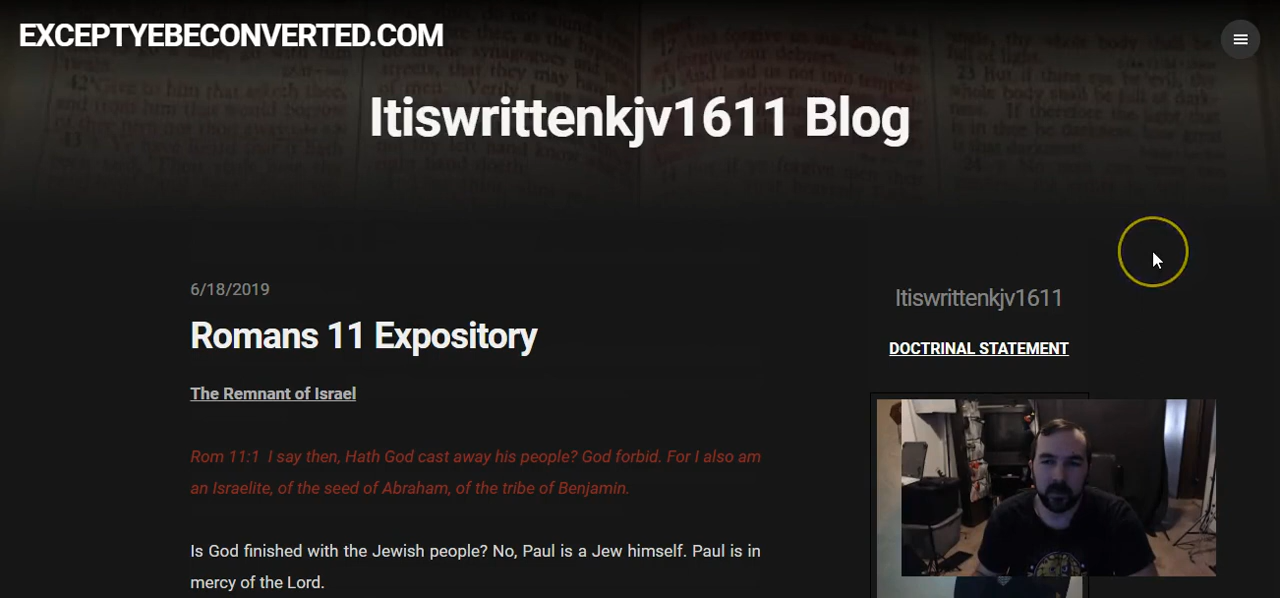 EXCEPTYEBECONVERTED.COM
Itiswrittenkjv1611 Blog
6/18/2019
Romans 11 Expository
The Remnant of Israel
Rom 11:1 I say then, Hath God cast away his people? God forbid. For I also am
an Israelite, of the seed of Abraham, of the tribe of Benjamin.
Is God finished with the Jewish people? No, Paul is a Jew himself. Paul is in
mercy of the Lord.
Itiswrittenkjv1611
DOCTRINAL STATEMENT